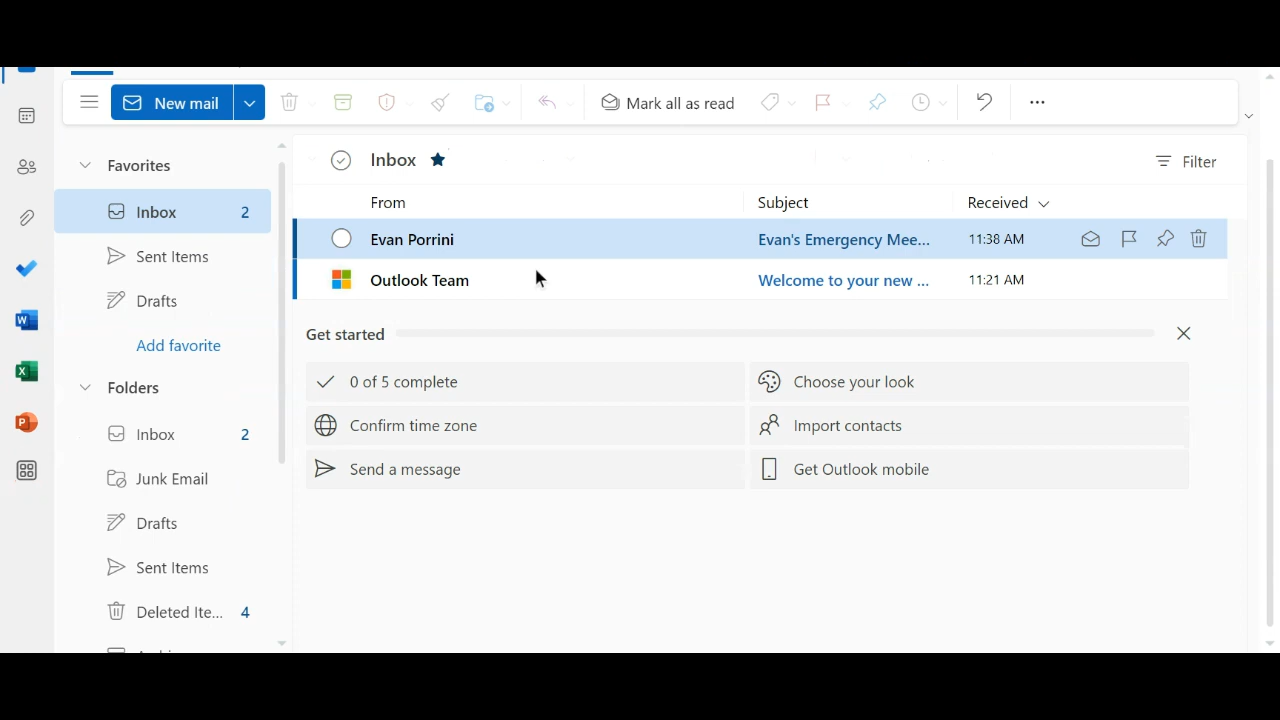 New mail
Mark all as read
Favorites
Inbox 2
Sent Items
Drafts
Add favorite
Folders
Inbox 2
Junk Email
Drafts
Sent Items
Deleted Ite... 4
Inbox
Filter
From Subject Received
Evan Porrini Evan's Emergency Mee... 11:38 AM
Outlook Team Welcome to your new ... 11:21 AM
Get started
0 of 5 complete Choose your look
Confirm time zone Import contacts
Send a message Get Outlook mobile